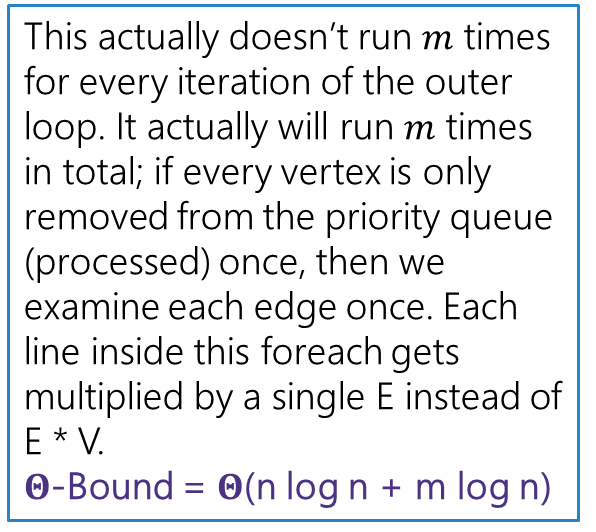 This actually doesn’t run 𝒎 times
for every iteration of the outer
loop. It actually will run 𝒎 times
in total; if every vertex is only
removed from the priority queue
(processed) once, then we
examine each edge once. Each
line inside this foreach gets
multiplied by a single E instead of
E * V.
𝚯-Bound = 𝚯(n log n + m log n)